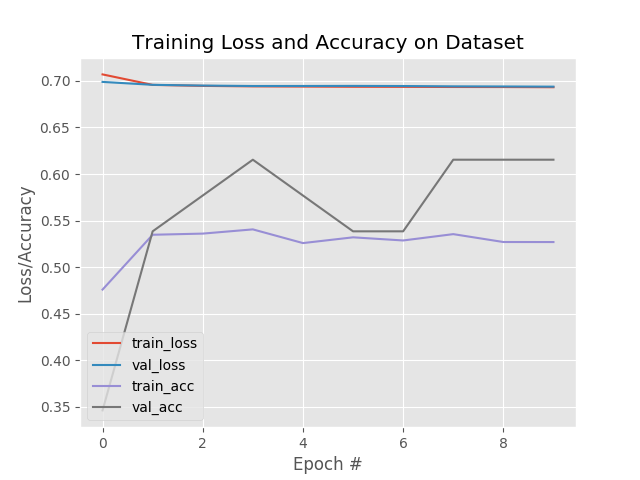 Training Loss and Accuracy on Dataset
Loss/Accuracy
0.70
0.65
0.60
0.55
0.50
0.45
0.40
0.35
train_loss
val_loss
train_acc
val_acc
0 2 4 6 8
Epoch #